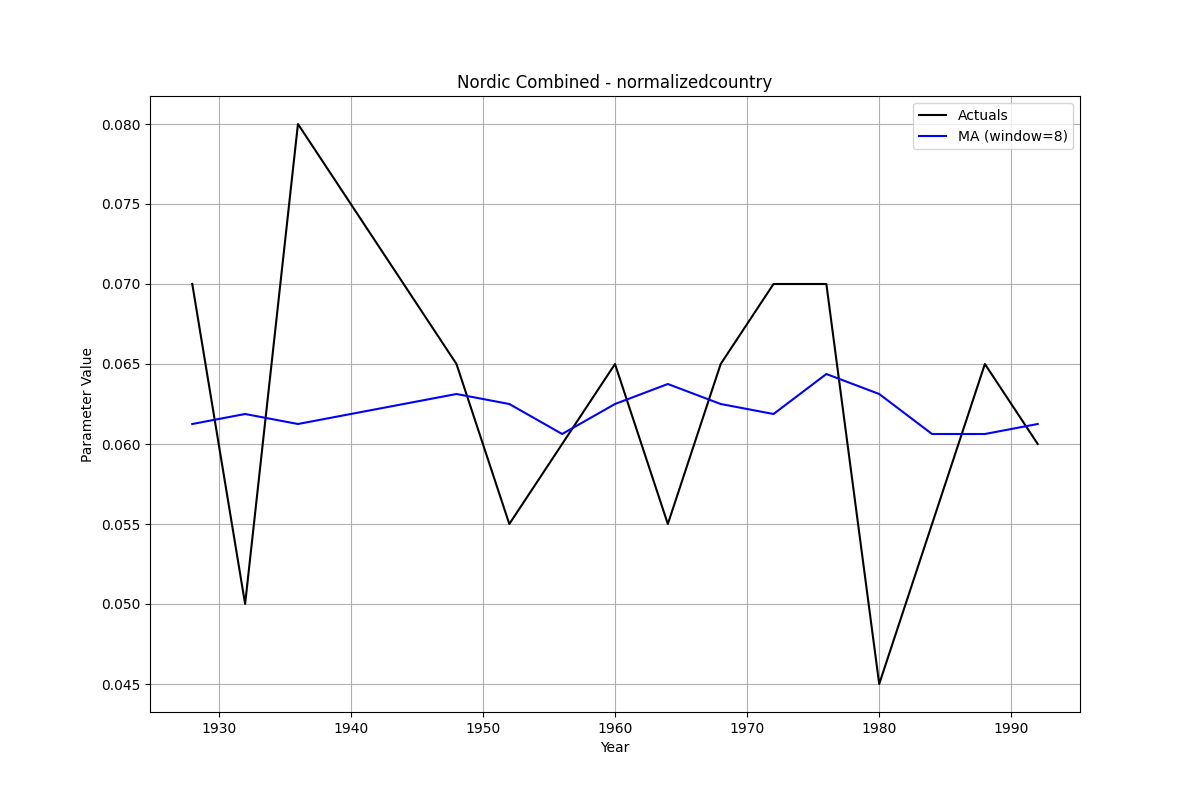 Nordic Combined - normalizedcountry
Actuals
MA (window=8)
Parameter Value
0.080
0.075
0.070
0.065
0.060
0.055
0.050
0.045
1930 1940 1950 1960 1970 1980 1990
Year